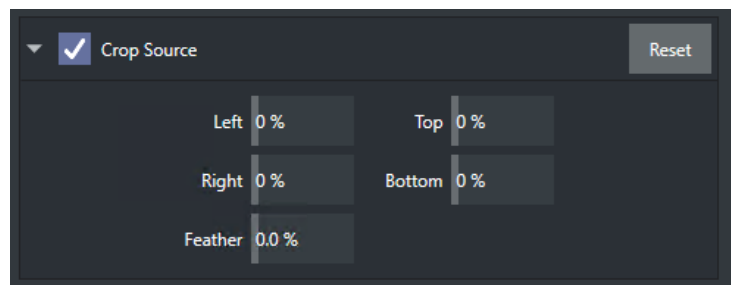 Crop Source Reset
Left 0 % Top 0 %
Right 0 % Bottom 0 %
Feather 0.0 %